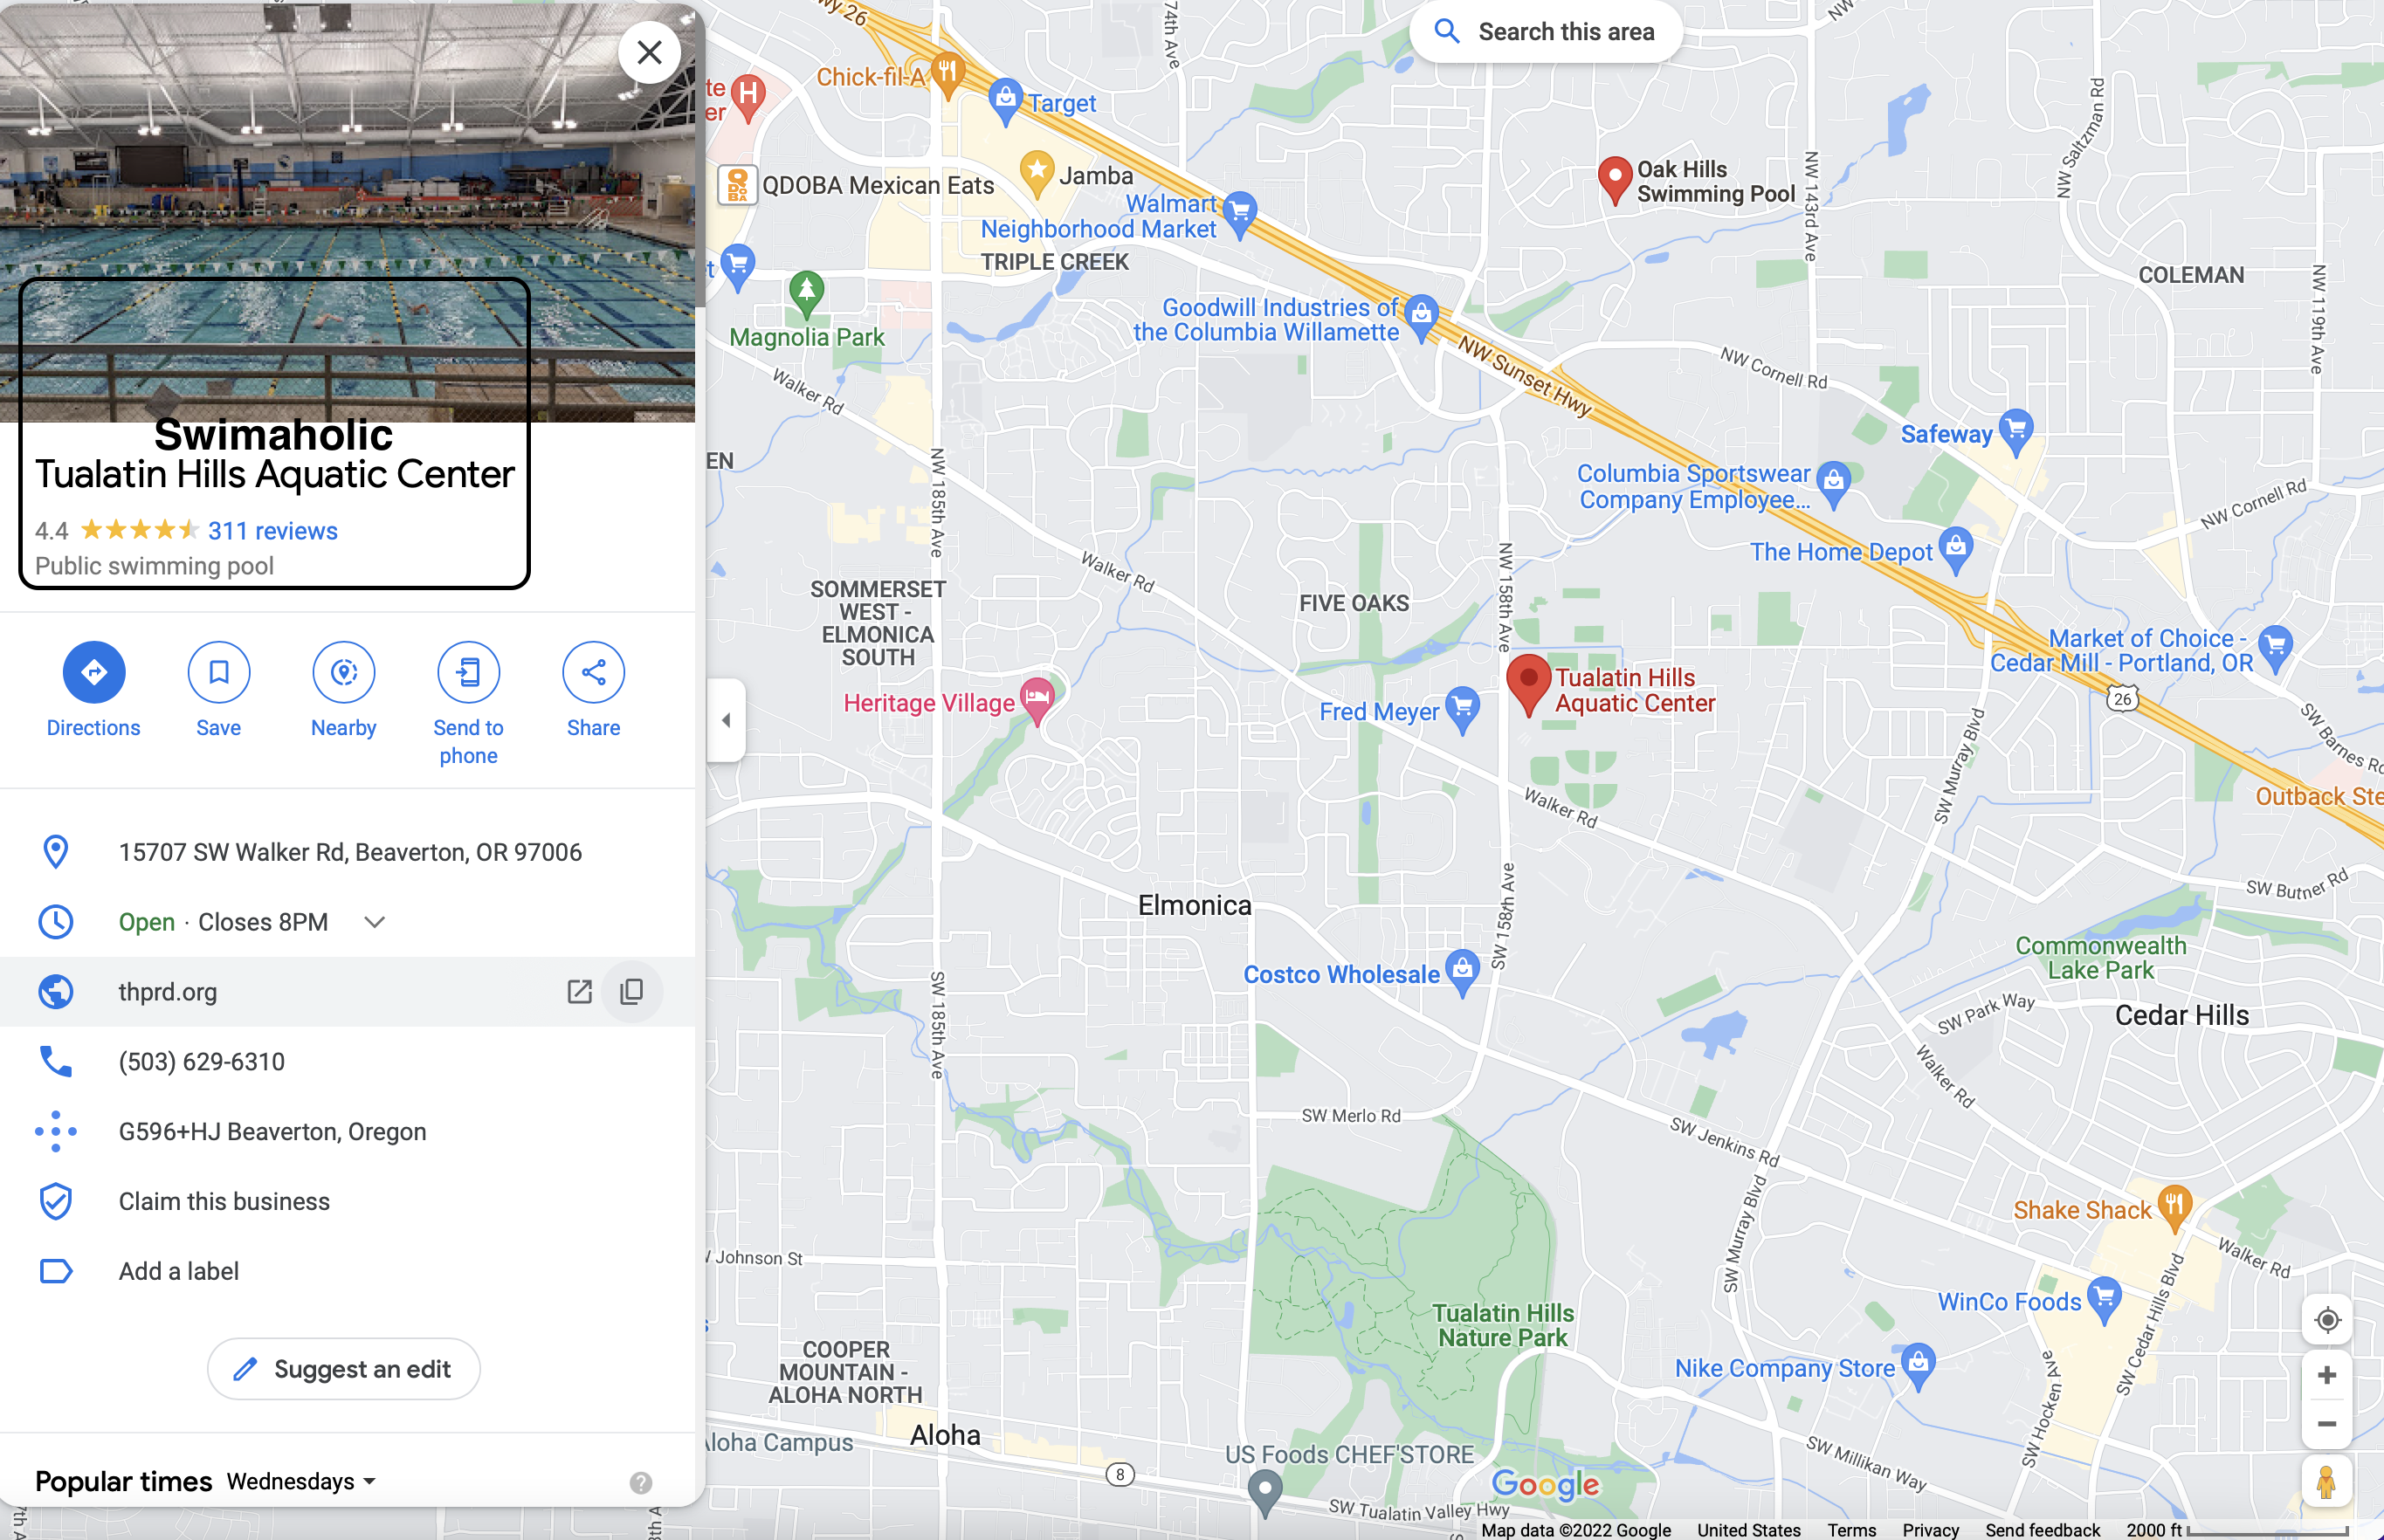 Swimaholic
Tualatin Hills Aquatic Center
4.4 311 reviews
Public swimming pool
Directions
Save
Nearby
Send to
phone
Share
15707 SW Walker Rd, Beaverton, OR 97006
Open · Closes 8PM
thprd.org
(503) 629-6310
G596+HJ Beaverton, Oregon
Claim this business
Add a label
Suggest an edit
Popular times Wednesdays
?
Search this area
Chick-fil-A
Target
74th Ave
te
er
H
QDOBA Mexican Eats
Jamba
Walmart
Neighborhood Market
TRIPLE CREEK
Oak Hills
Swimming Pool
NW 143rd Ave
NW Saltzman Rd
COLEMAN
NW 119th Ave
Magnolia Park
Goodwill Industries of
the Columbia Willamette
NW Sunset Hwy
NW Cornell Rd
Walker Rd
EN
NW 185th Ave
Safeway
Columbia Sportswear
Company Employee...
NW Cornell Rd
The Home Depot
Walker Rd
SOMMERSET
WEST -
ELMONICA
SOUTH
FIVE OAKS
NW 158th Ave
Market of Choice -
Cedar Mill - Portland, OR
26
Heritage Village
Fred Meyer
Tualatin Hills
Aquatic Center
SW Barnes Rd
SW Murray Blvd
Walker Rd
Outback Ste
SW Butner Rd
Elmonica
SW 158th Ave
Commonwealth
Lake Park
Costco Wholesale
SW 185th Ave
SW Park Way
Cedar Hills
Walker Rd
SW Merlo Rd
SW Jenkins Rd
SW Murray Blvd
Shake Shack
Walker Rd
Johnson St
Tualatin Hills
Nature Park
WinCo Foods
SW Cedar Hills Blvd
COOPER
MOUNTAIN -
ALOHA NORTH
Nike Company Store
SW Hocken Ave
Aloha
Aloha Campus
8
US Foods CHEF'STORE
SW Millikan Way
Google
SW Tualatin Valley Hwy
Map data ©2022 Google United States Terms Privacy Send feedback 2000 ft